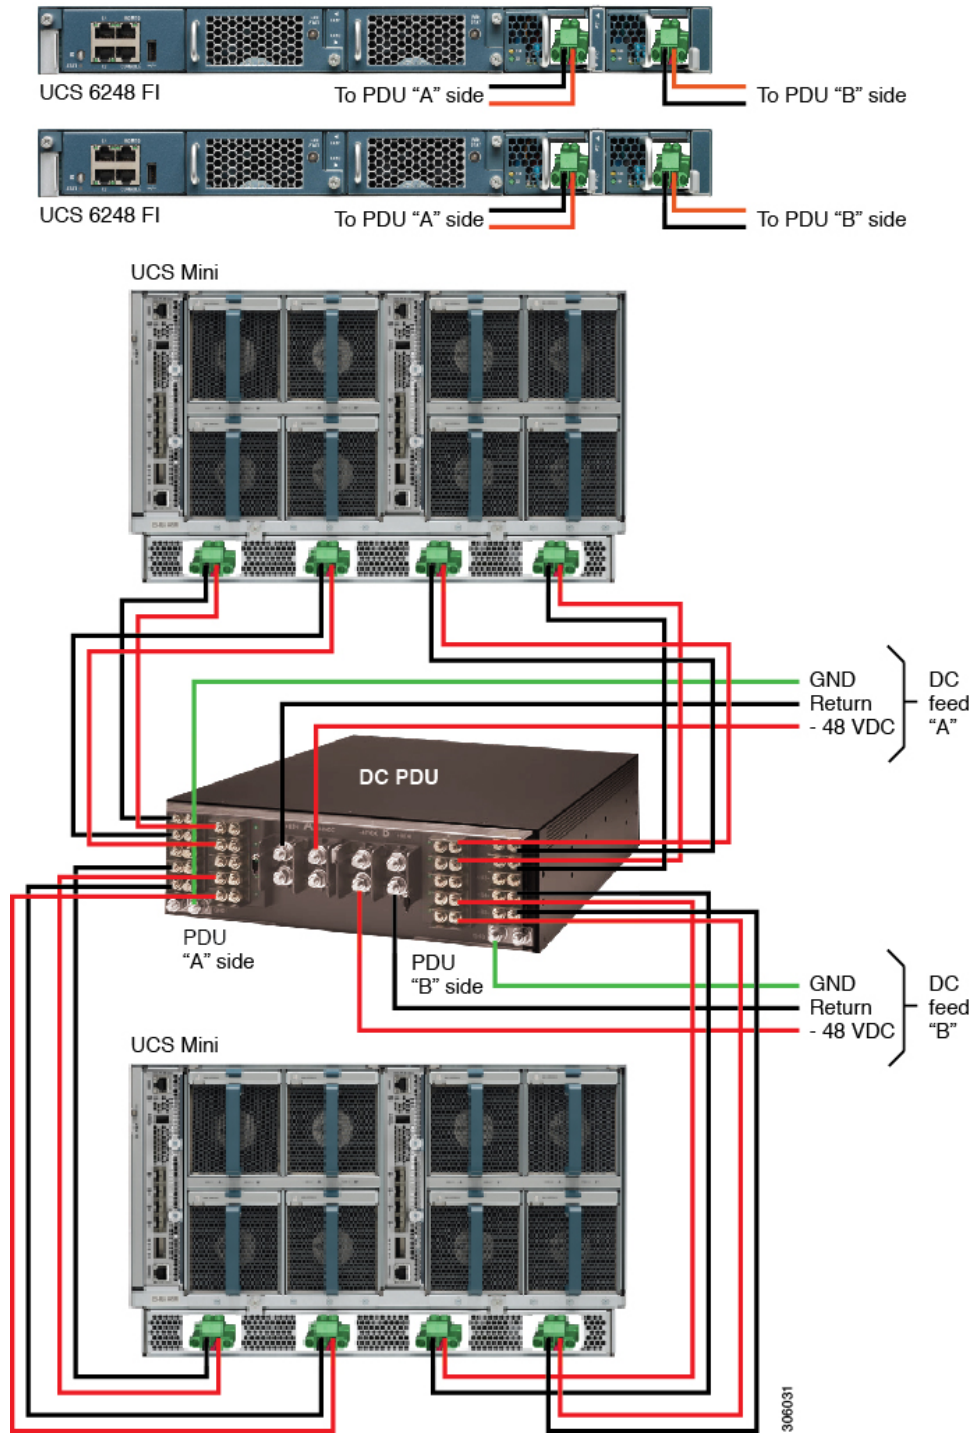 UCS 6248 FI
To PDU “A” side
To PDU “B” side
UCS 6248 FI
To PDU “A” side
To PDU “B” side
UCS Mini
GND
Return
- 48 VDC
DC
feed
“A”
DC PDU
PDU
“A” side
PDU
“B” side
GND
Return
- 48 VDC
DC
feed
“B”
UCS Mini
306031